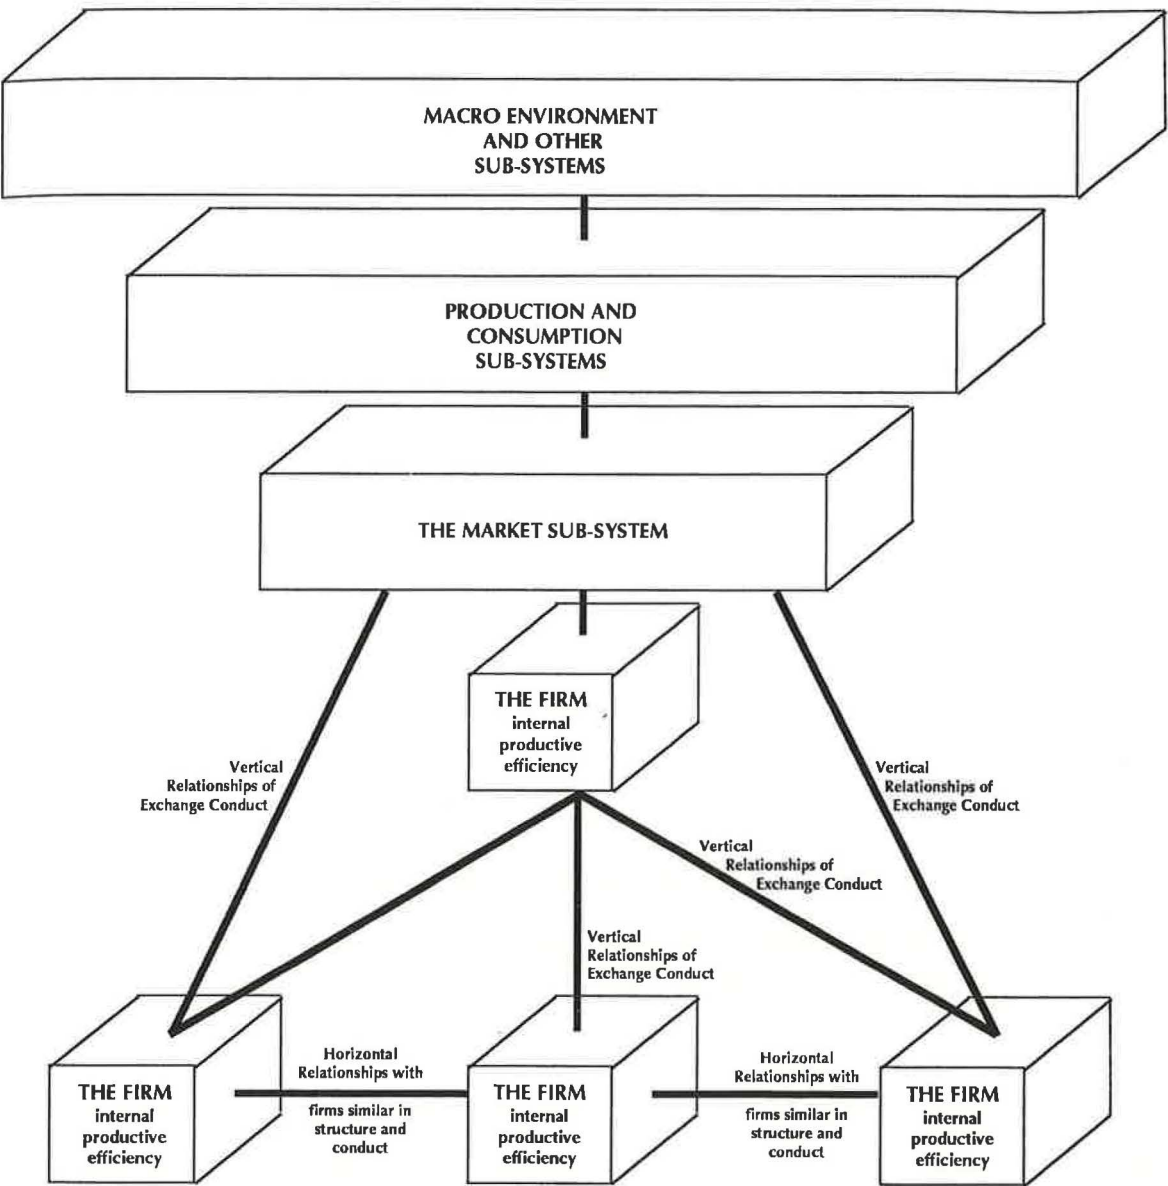 MACRO ENVIRONMENT
AND OTHER
SUB-SYSTEMS
PRODUCTION AND
CONSUMPTION
SUB-SYSTEMS
THE MARKET SUB-SYSTEM
THE FIRM
internal
productive
efficiency
Vertical
Relationships of
Exchange Conduct
Vertical
Relationships of
Exchange Conduct
Vertical
Relationships of
Exchange Conduct
Vertical
Relationships of
Exchange Conduct
THE FIRM
internal
productive
efficiency
Horizontal
Relationships with
firms similar in
structure and
conduct
THE FIRM
internal
productive
efficiency
Horizontal
Relationships with
firms similar in
structure and
conduct
THE FIRM
internal
productive
efficiency